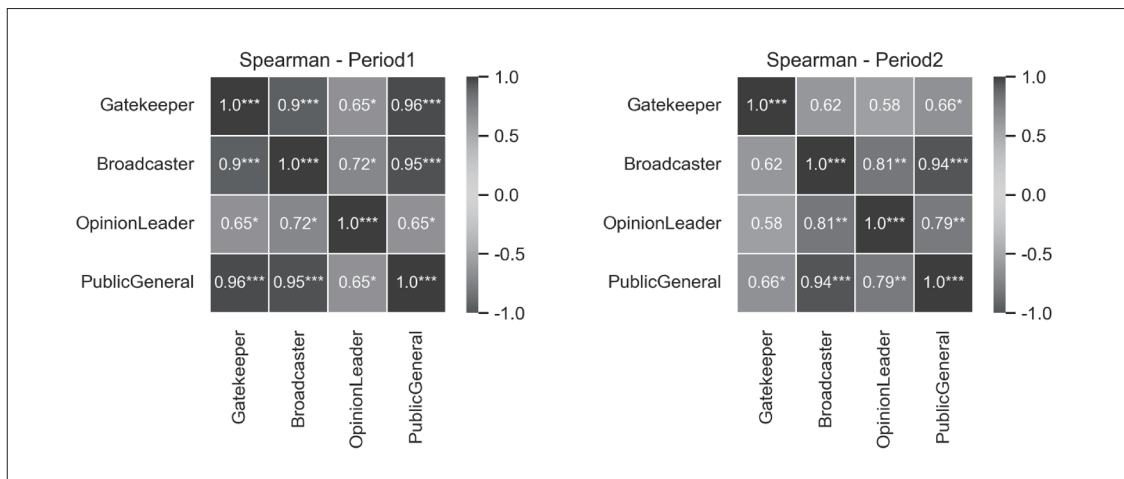 Spearman - Period1
Gatekeeper 1.0*** 0.9*** 0.65* 0.96***
Broadcaster 0.9*** 1.0*** 0.72* 0.95***
OpinionLeader 0.65* 0.72* 1.0*** 0.65*
PublicGeneral 0.96*** 0.95*** 0.65* 1.0***
Gatekeeper
Broadcaster
OpinionLeader
PublicGeneral
1.0
0.5
0.0
-0.5
-1.0
Spearman - Period2
Gatekeeper 1.0*** 0.62 0.58 0.66*
Broadcaster 0.62 1.0*** 0.81** 0.94***
OpinionLeader 0.58 0.81** 1.0*** 0.79**
PublicGeneral 0.66* 0.94*** 0.79** 1.0***
Gatekeeper
Broadcaster
OpinionLeader
PublicGeneral
1.0
0.5
0.0
-0.5
-1.0